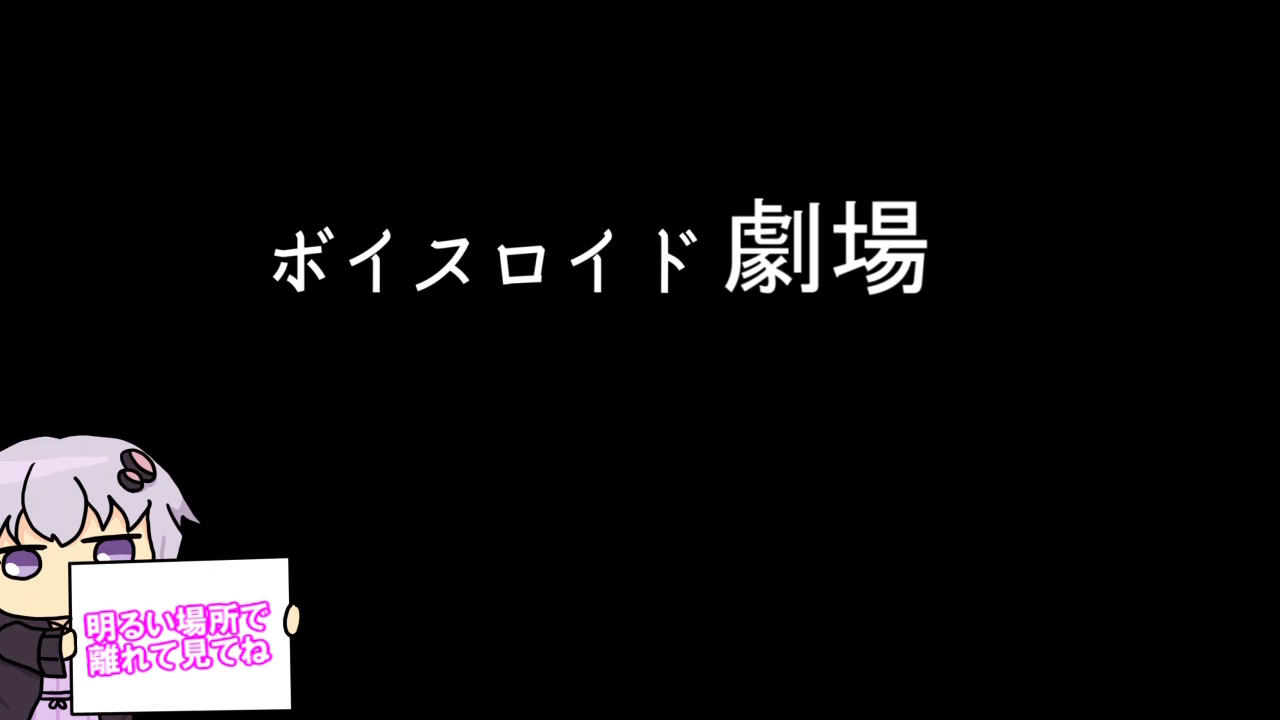 ボイスロイド劇場
明るい場所で
離れて見てね